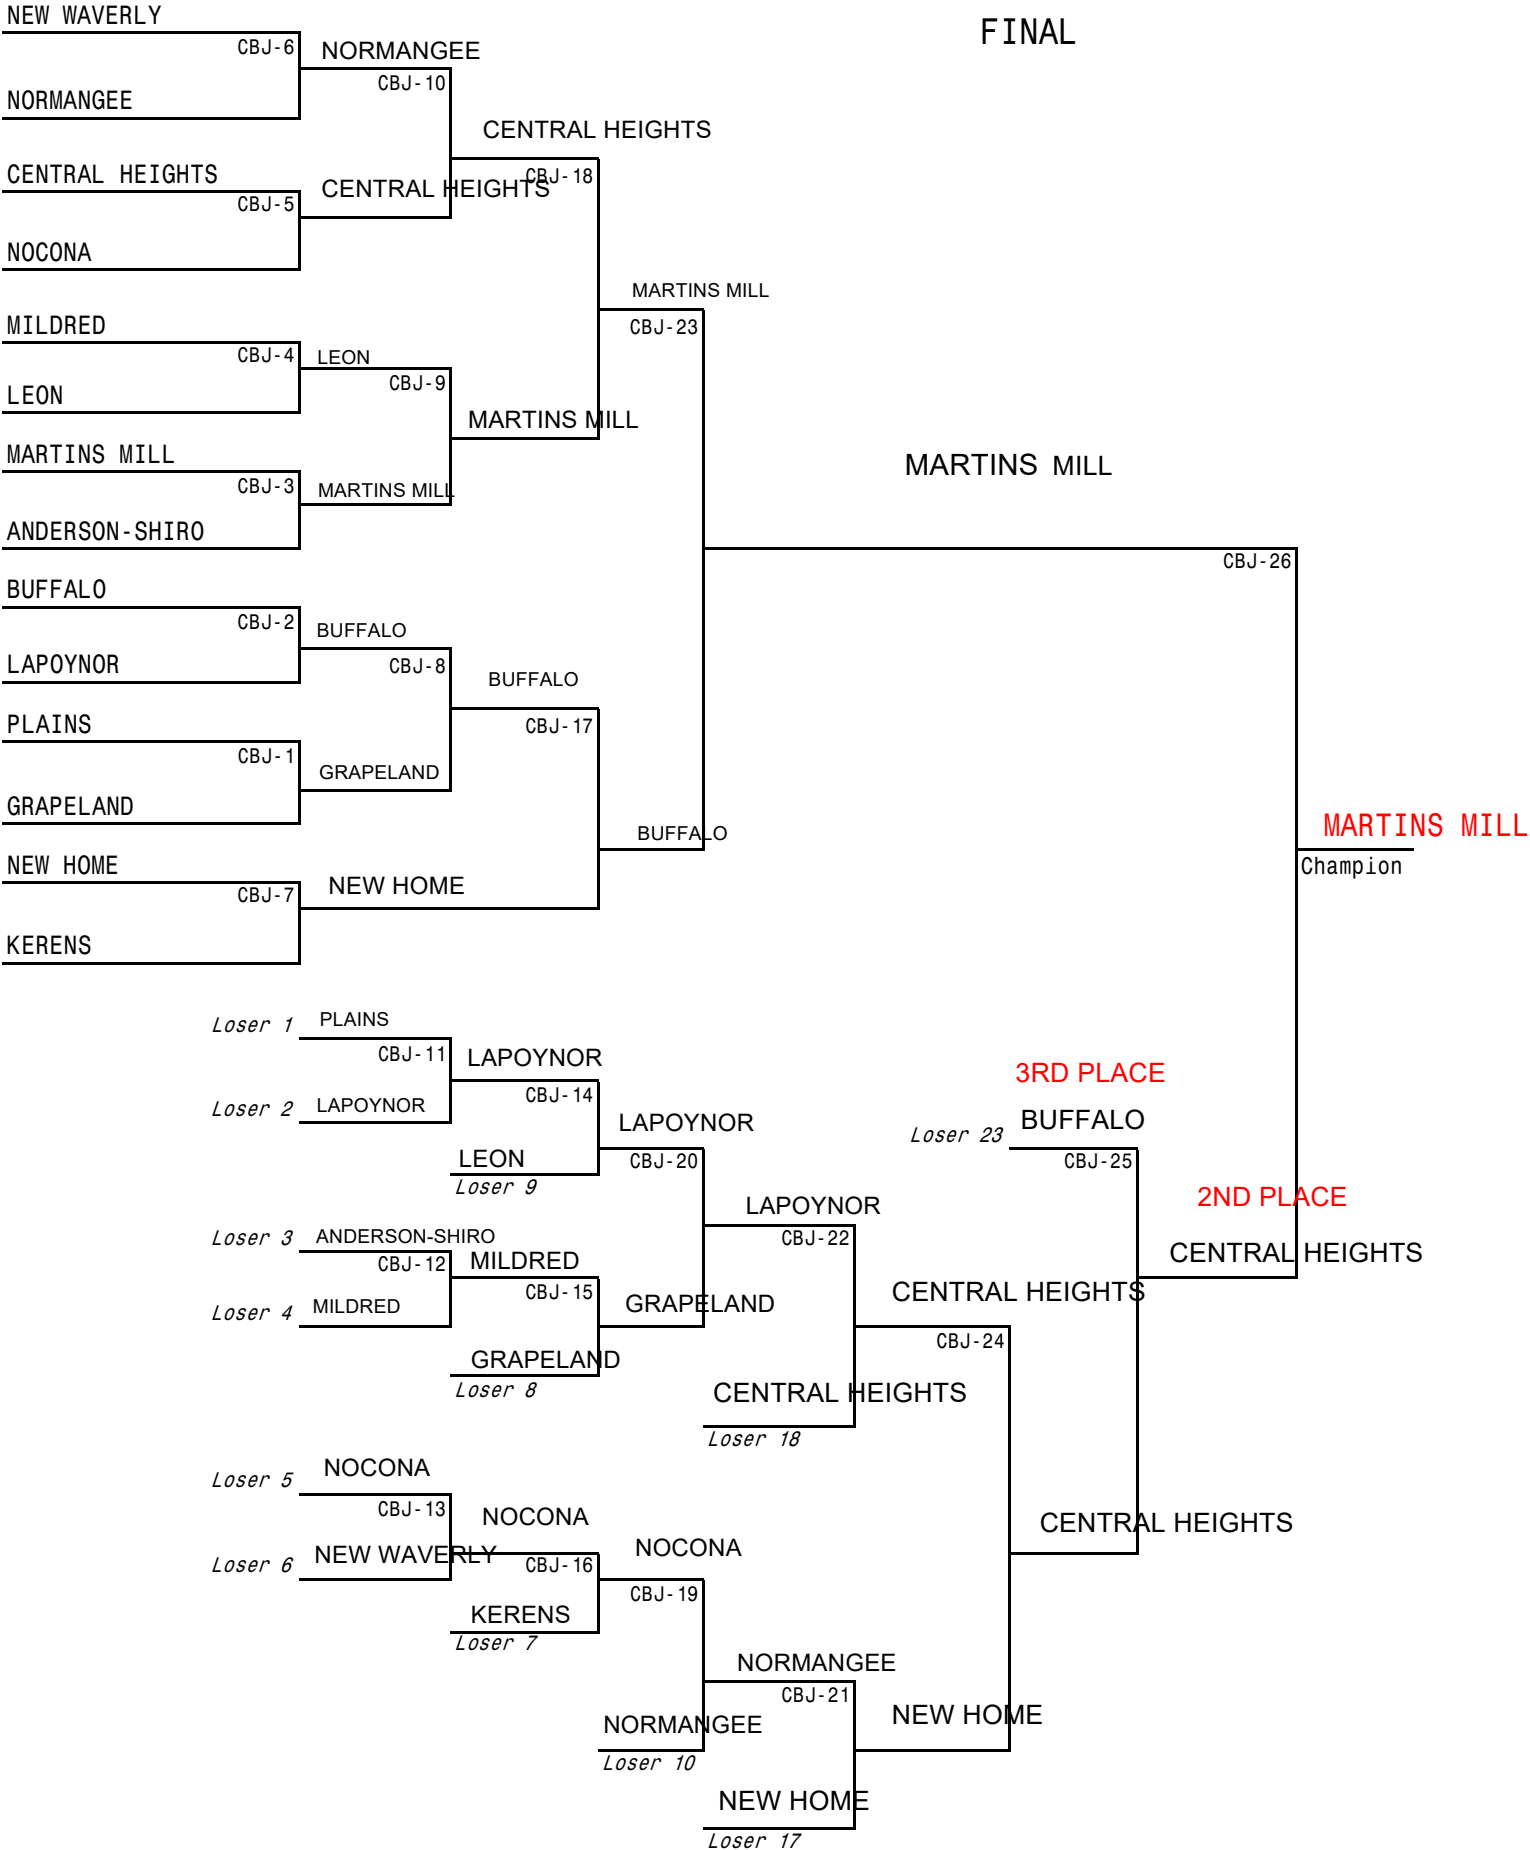 NEW WAVERLY
FINAL
CBJ-6
NORMANGEE
CBJ-10
NORMANGEE
CENTRAL HEIGHTS
CENTRAL HEIGHTS
CBJ-18
CENTRAL HEIGHTS
CBJ-5
NOCONA
MARTINS MILL
MILDRED
CBJ-23
CBJ-4
LEON
CBJ-9
LEON
MARTINS MILL
MARTINS MILL
MARTINS MILL
CBJ-3
MARTINS MILL
ANDERSON-SHIRO
CBJ-26
BUFFALO
CBJ-2
BUFFALO
LAPOYNOR
CBJ-8
BUFFALO
PLAINS
CBJ-17
CBJ-1
GRAPELAND
GRAPELAND
BUFFALO
MARTINS MILL
Champion
NEW HOME
CBJ-7
NEW HOME
KERENS
Loser 1
PLAINS
CBJ-11
LAPOYNOR
3RD PLACE
Loser 2
LAPOYNOR
CBJ-14
LAPOYNOR
BUFFALO
Loser 23
LEON
CBJ-20
CBJ-25
Loser 9
2ND PLACE
LAPOYNOR
Loser 3
ANDERSON-SHIRO
CBJ-22
CBJ-12
MILDRED
CENTRAL HEIGHTS
CBJ-15
CENTRAL HEIGHTS
Loser 4
MILDRED
GRAPELAND
CBJ-24
GRAPELAND
Loser 8
CENTRAL HEIGHTS
Loser 18
Loser 5
NOCONA
CBJ-13
NOCONA
CENTRAL HEIGHTS
Loser 6
NEW WAVERLY
CBJ-16
NOCONA
CBJ-19
KERENS
Loser 7
NORMANGEE
CBJ-21
NEW HOME
NORMANGEE
Loser 10
NEW HOME
Loser 17